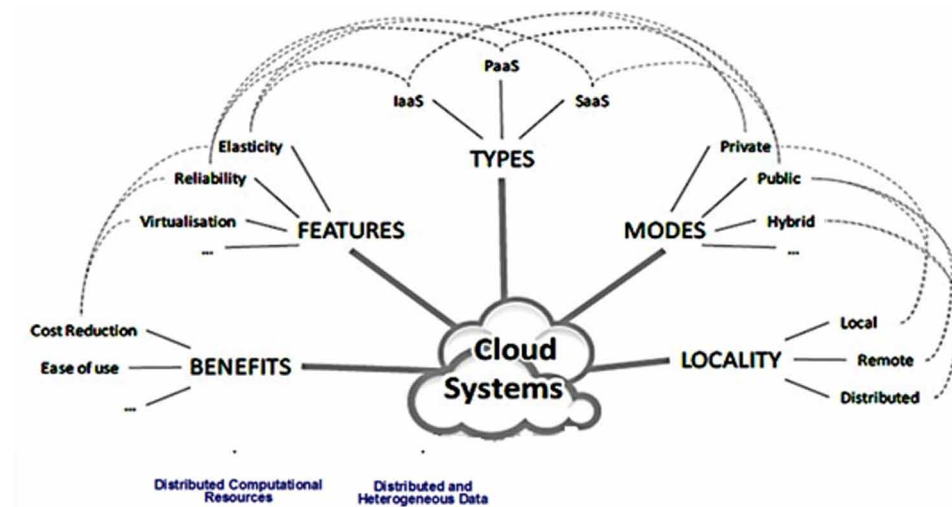 PaaS
IaaS
SaaS
TYPES
Elasticity
Reliability
Virtualisation
...
FEATURES
Private
Public
Hybrid
...
MODES
Cost Reduction
Ease of use
...
BENEFITS
Cloud
Systems
LOCALITY
Local
Remote
Distributed
Distributed Computational
Resources
Distributed and
Heterogeneous Data